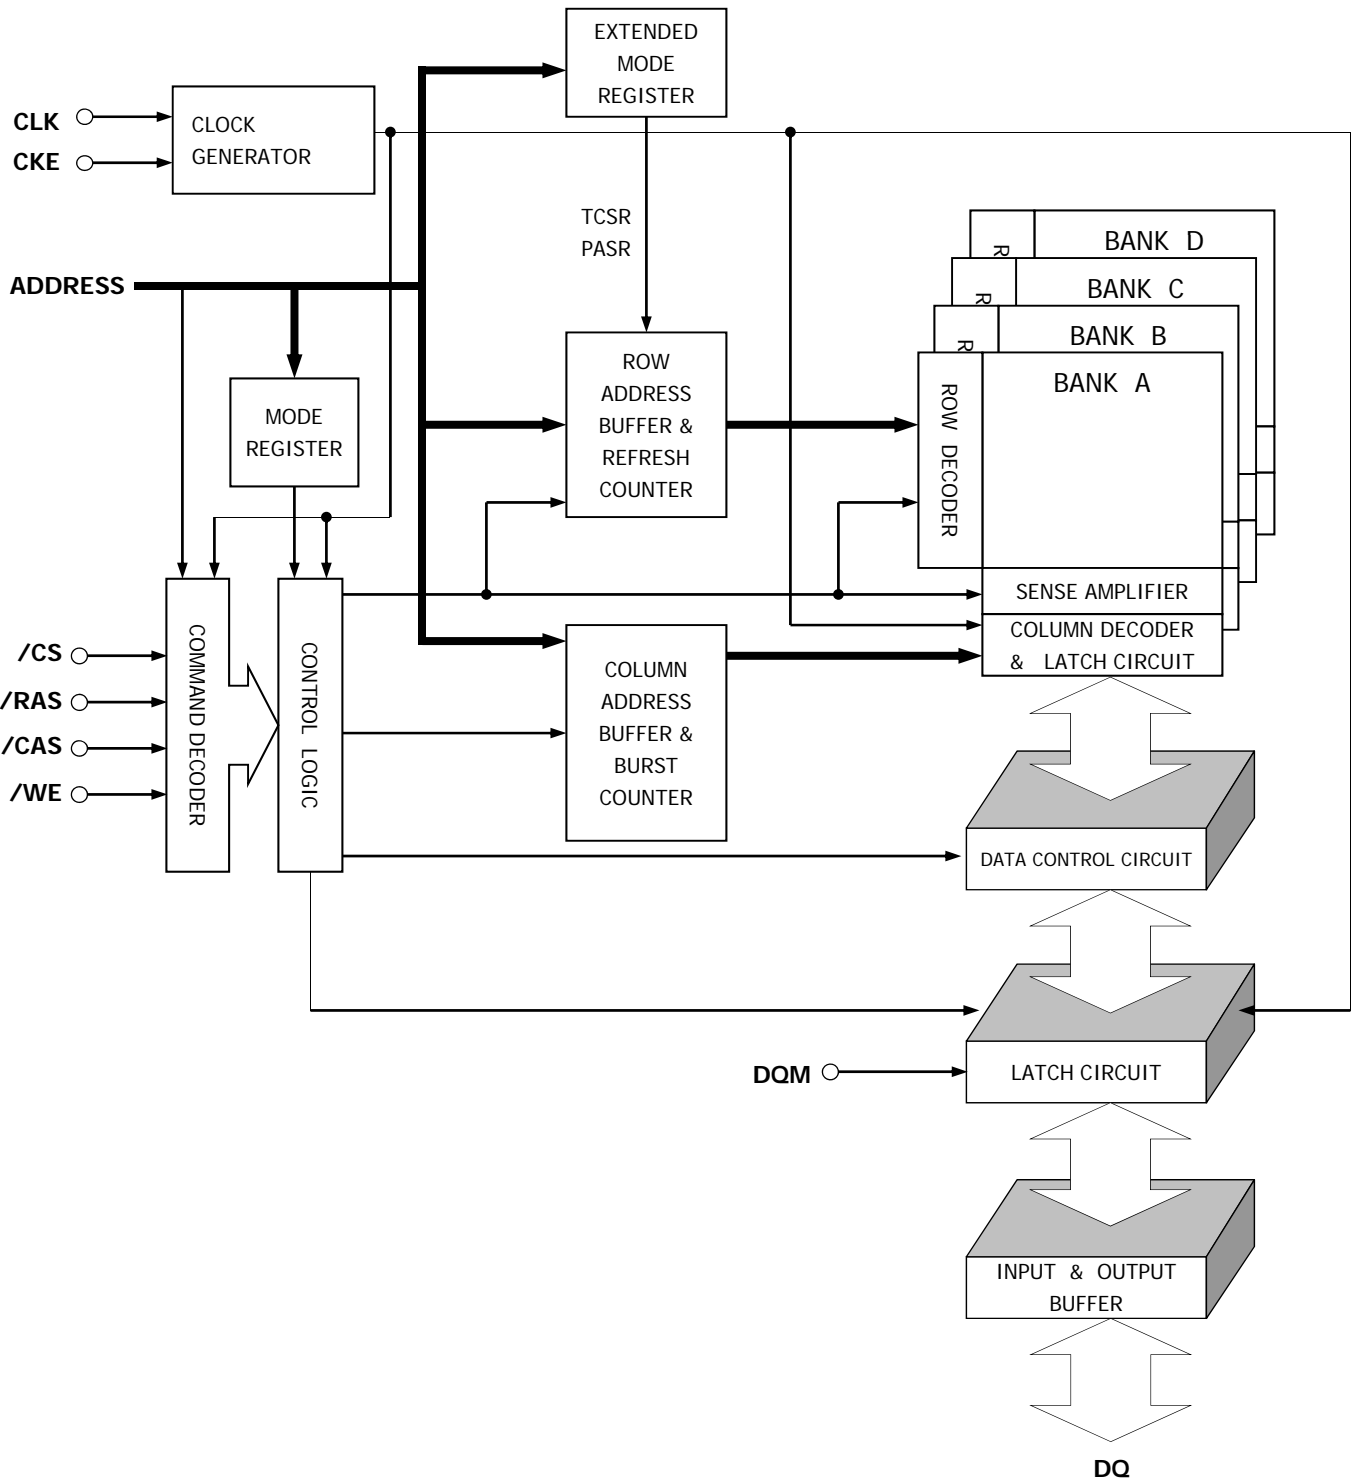 EXTENDED
MODE
REGISTER
CLK
CKE
CLOCK
GENERATOR
TCSR
PASR
ADDRESS
R
BANK D
R
BANK C
R
BANK B
ROW DECODER
BANK A
ROW
ADDRESS
BUFFER &
REFRESH
COUNTER
MODE
REGISTER
SENSE AMPLIFIER
COLUMN DECODER
& LATCH CIRCUIT
/CS
/RAS
/CAS
/WE
COMMAND DECODER
CONTROL LOGIC
COLUMN
ADDRESS
BUFFER &
BURST
COUNTER
DATA CONTROL CIRCUIT
DQM
LATCH CIRCUIT
INPUT & OUTPUT
BUFFER
DQ